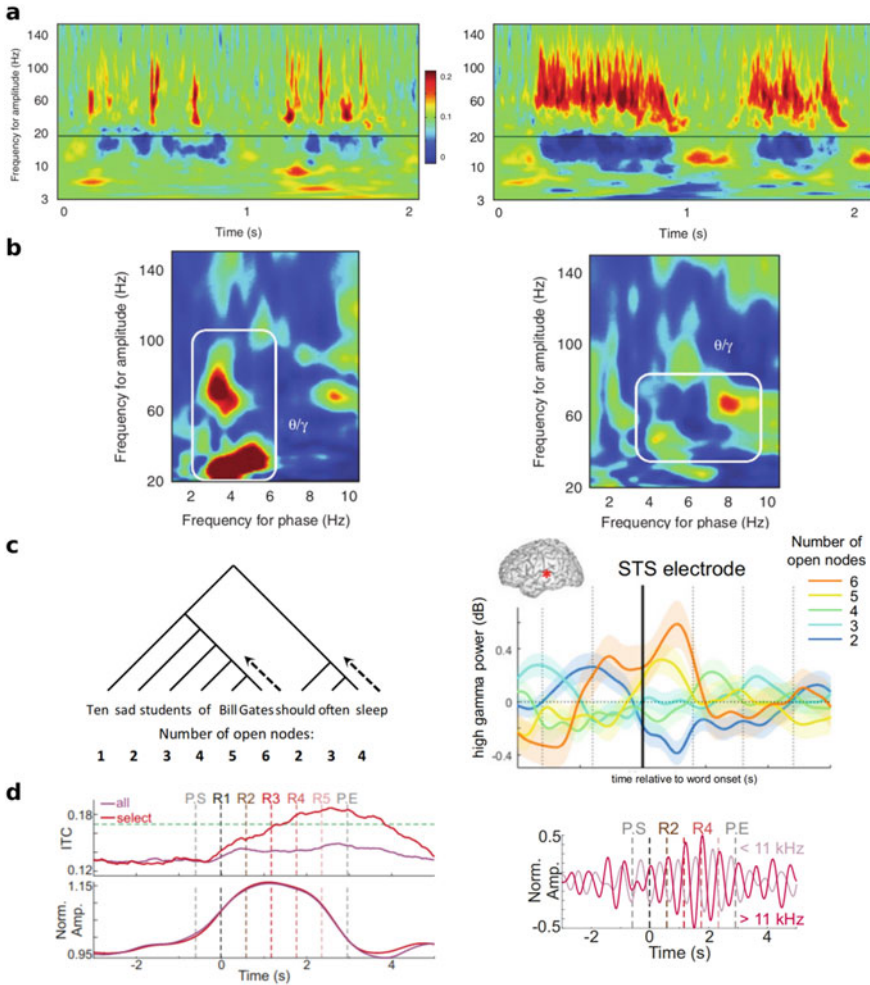 a
Frequency for amplitude (Hz)
140
100
60
20
10
3
0
1
2
Time (s)
0.2
0
140
100
60
20
10
3
0
1
2
Time (s)
b
Frequency for amplitude (Hz)
140
100
60
20
2
4
6
8
10
Frequency for phase (Hz)
θ/γ
Frequency for amplitude (Hz)
140
100
60
20
2
4
6
8
10
Frequency for phase (Hz)
θ/γ
c
Ten sad students of Bill Gates should often sleep
Number of open nodes:
1 2 3 4 5 6 2 3 4
STS electrode
Number of
open nodes
6
5
4
3
2
high gamma power (dB)
0.4
0
-0.4
time relative to word onset (s)
d
all
select
P.S R1 R2 R3 R4 R5 P.E
ITC
0.18
0.12
Norm.
Amp.
1.15
0.95
-2 0 2 4
Time (s)
P.S R2 R4 P.E
< 11 kHz
> 11 kHz
Norm.
Amp.
0.5
0
-0.5
-2 0 2 4
Time (s)